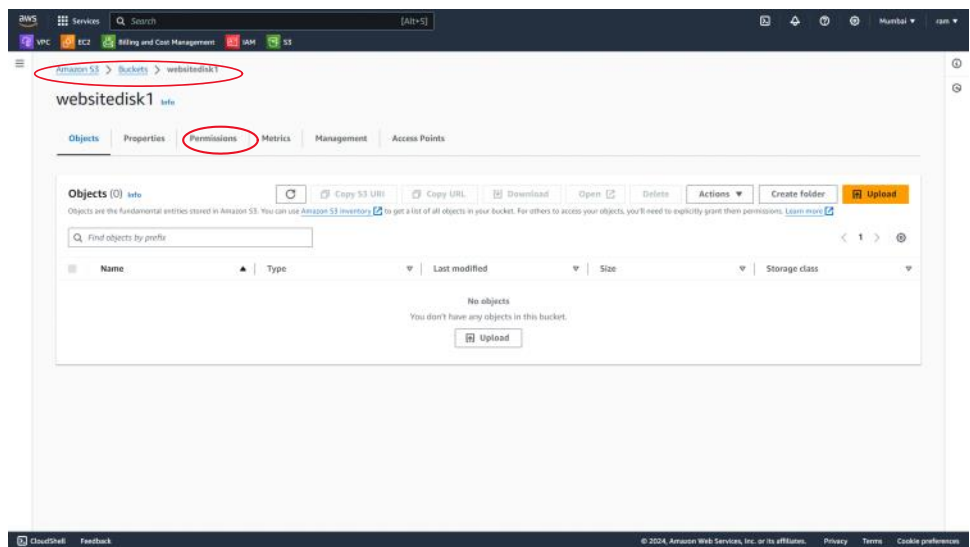 aws Services Search [Alt+S] Mumbai ram
VPC EC2 Billing and Cost Management IAM S3
Amazon S3 > Buckets > websitedisk1
websitedisk1 Info
Objects Properties Permissions Metrics Management Access Points
Objects (0) Info Copy S3 URI Copy URL Download Open Delete Actions Create folder Upload
Objects are the fundamental entities stored in Amazon S3. You can use Amazon S3 inventory to get a list of all objects in your bucket. For others to access your objects, you'll need to explicitly grant them permissions. Learn more
Find objects by prefix 1
Name Type Last modified Size Storage class
No objects
You don't have any objects in this bucket.
Upload
CloudShell Feedback © 2024, Amazon Web Services, Inc. or its affiliates. Privacy Terms Cookie preferences